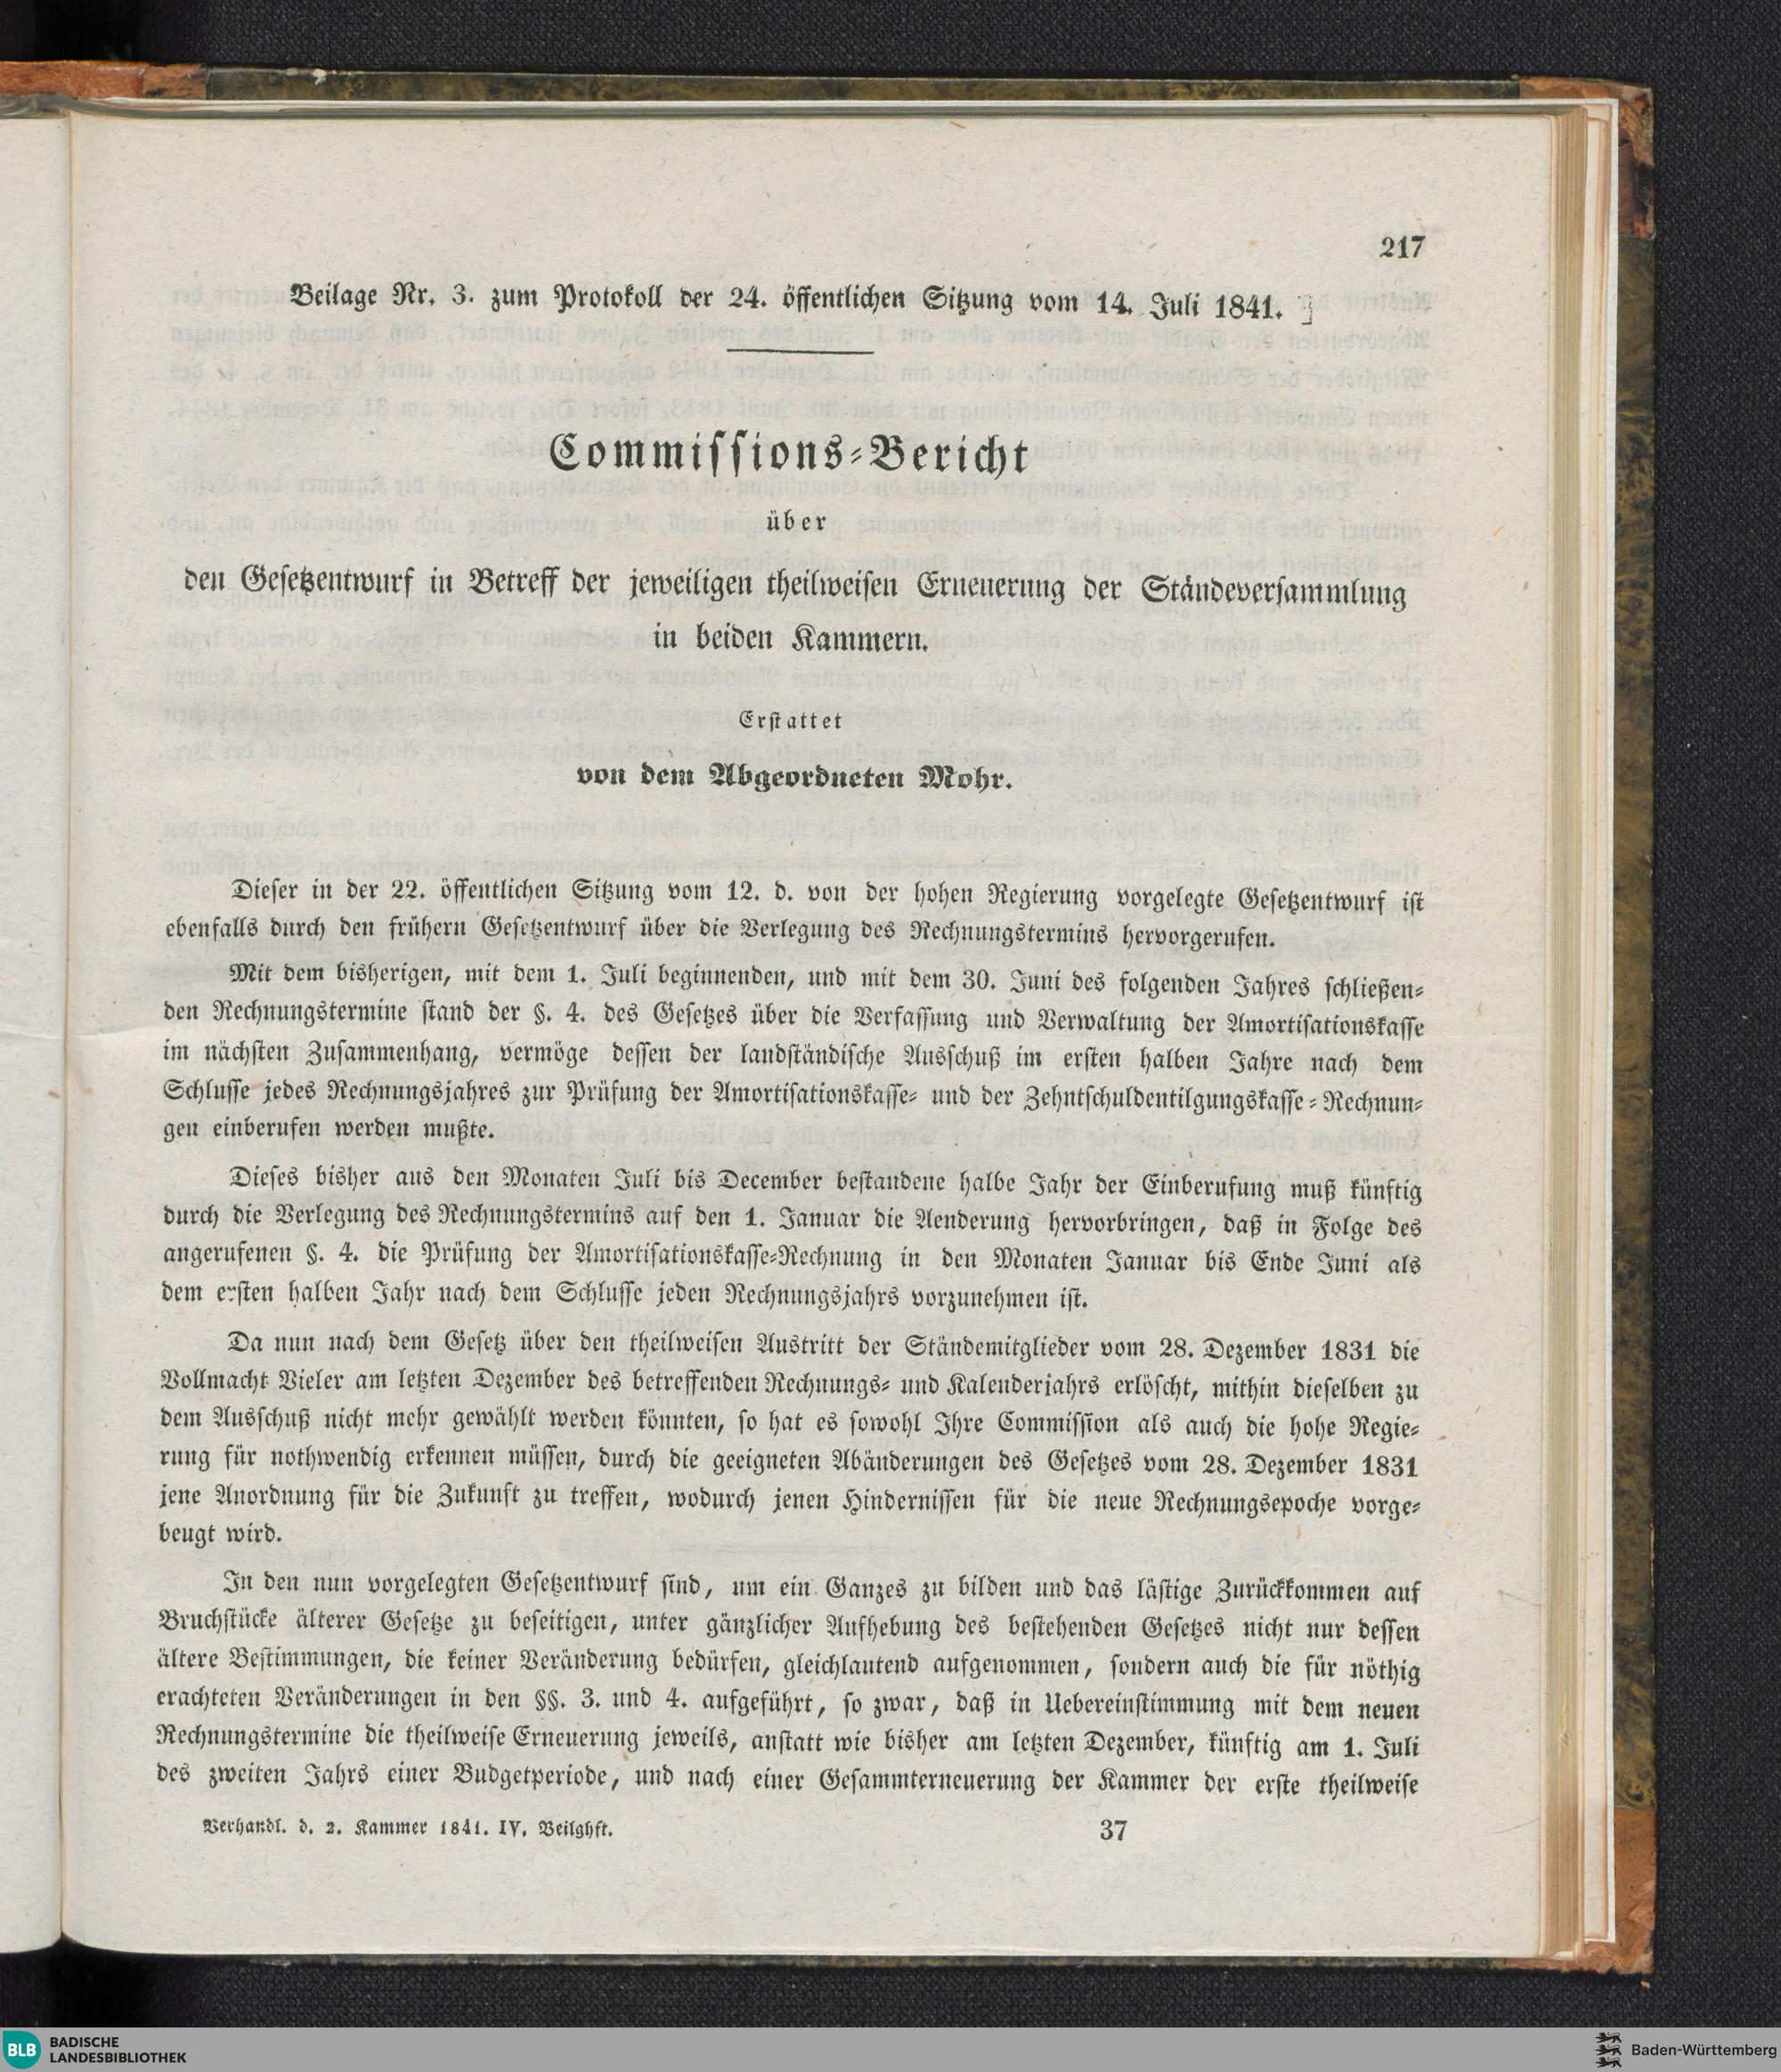 217
Beilage Nr. 3. zum Protokoll der 24. öffentlichen Sitzung vom 14. Juli 1841.
Commissions-Bericht
über
den Gesetzentwurf in Betreff der jeweiligen theilweisen Erneuerung der Ständeversammlung
in beiden Kammern.
Erstattet
von dem Abgeordneten Mohr.
Dieser in der 22. öffentlichen Sitzung vom 12. d. von der hohen Regierung vorgelegte Gesetzentwurf ist
ebenfalls durch den frühern Gesetzentwurf über die Verlegung des Rechnungstermins hervorgerufen.
Mit dem bisherigen, mit dem 1. Juli beginnenden, und mit dem 30. Juni des folgenden Jahres schließen-
den Rechnungstermine stand der §. 4. des Gesetzes über die Verfassung und Verwaltung der Amortisationskasse
im nächsten Zusammenhang, vermöge dessen der landständische Ausschuß im ersten halben Jahre nach dem
Schlusse jedes Rechnungsjahres zur Prüfung der Amortisationskasse- und der Zehntschuldentilgungskasse-Rechnun-
gen einberufen werden mußte.
Dieses bisher aus den Monaten Juli bis December bestandene halbe Jahr der Einberufung muß künftig
durch die Verlegung des Rechnungstermins auf den 1. Januar die Aenderung hervorbringen, daß in Folge des
angerufenen §. 4. die Prüfung der Amortisationskasse-Rechnung in den Monaten Januar bis Ende Juni als
dem ersten halben Jahr nach dem Schlusse jeden Rechnungsjahrs vorzunehmen ist.
Da nun nach dem Gesetz über den theilweisen Austritt der Ständemitglieder vom 28. Dezember 1831 die
Vollmacht Vieler am letzten Dezember des betreffenden Rechnungs- und Kalenderjahrs erlöscht, mithin dieselben zu
dem Ausschuß nicht mehr gewählt werden könnten, so hat es sowohl Ihre Commission als auch die hohe Regie-
rung für nothwendig erkennen müssen, durch die geeigneten Abänderungen des Gesetzes vom 28. Dezember 1831
jene Anordnung für die Zukunft zu treffen, wodurch jenen Hindernissen für die neue Rechnungsepoche vorge-
beugt wird.
In den nun vorgelegten Gesetzentwurf sind, um ein Ganzes zu bilden und das lästige Zurückkommen auf
Bruchstücke älterer Gesetze zu beseitigen, unter gänzlicher Aufhebung des bestehenden Gesetzes nicht nur dessen
ältere Bestimmungen, die keiner Veränderung bedürfen, gleichlautend aufgenommen, sondern auch die für nöthig
erachteten Veränderungen in den §§. 3. und 4. aufgeführt, so zwar, daß in Uebereinstimmung mit dem neuen
Rechnungstermine die theilweise Erneuerung jeweils, anstatt wie bisher am letzten Dezember, künftig am 1. Juli
des zweiten Jahrs einer Budgetperiode, und nach einer Gesammterneuerung der Kammer der erste theilweise
Verhandl. d. 2. Kammer 1841. IV. Beilghft.
37
BLB BADISCHE
LANDESBIBLIOTHEK
Baden-Württemberg